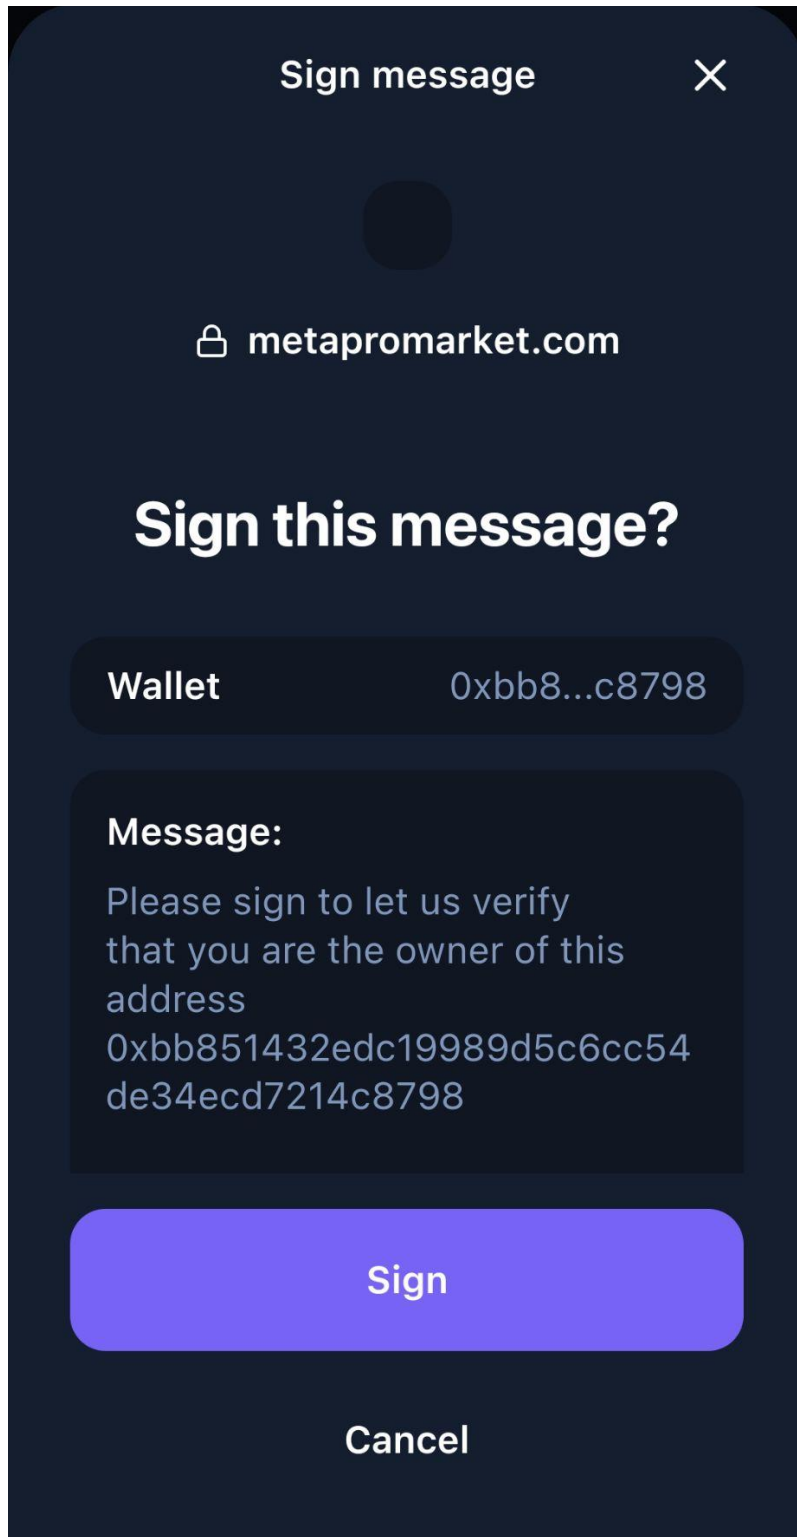 Sign message
metapromarket.com
Sign this message?
Wallet 0xbb8...c8798
Message:
Please sign to let us verify
that you are the owner of this
address
0xbb851432edc19989d5c6cc54
de34ecd7214c8798
Sign
Cancel